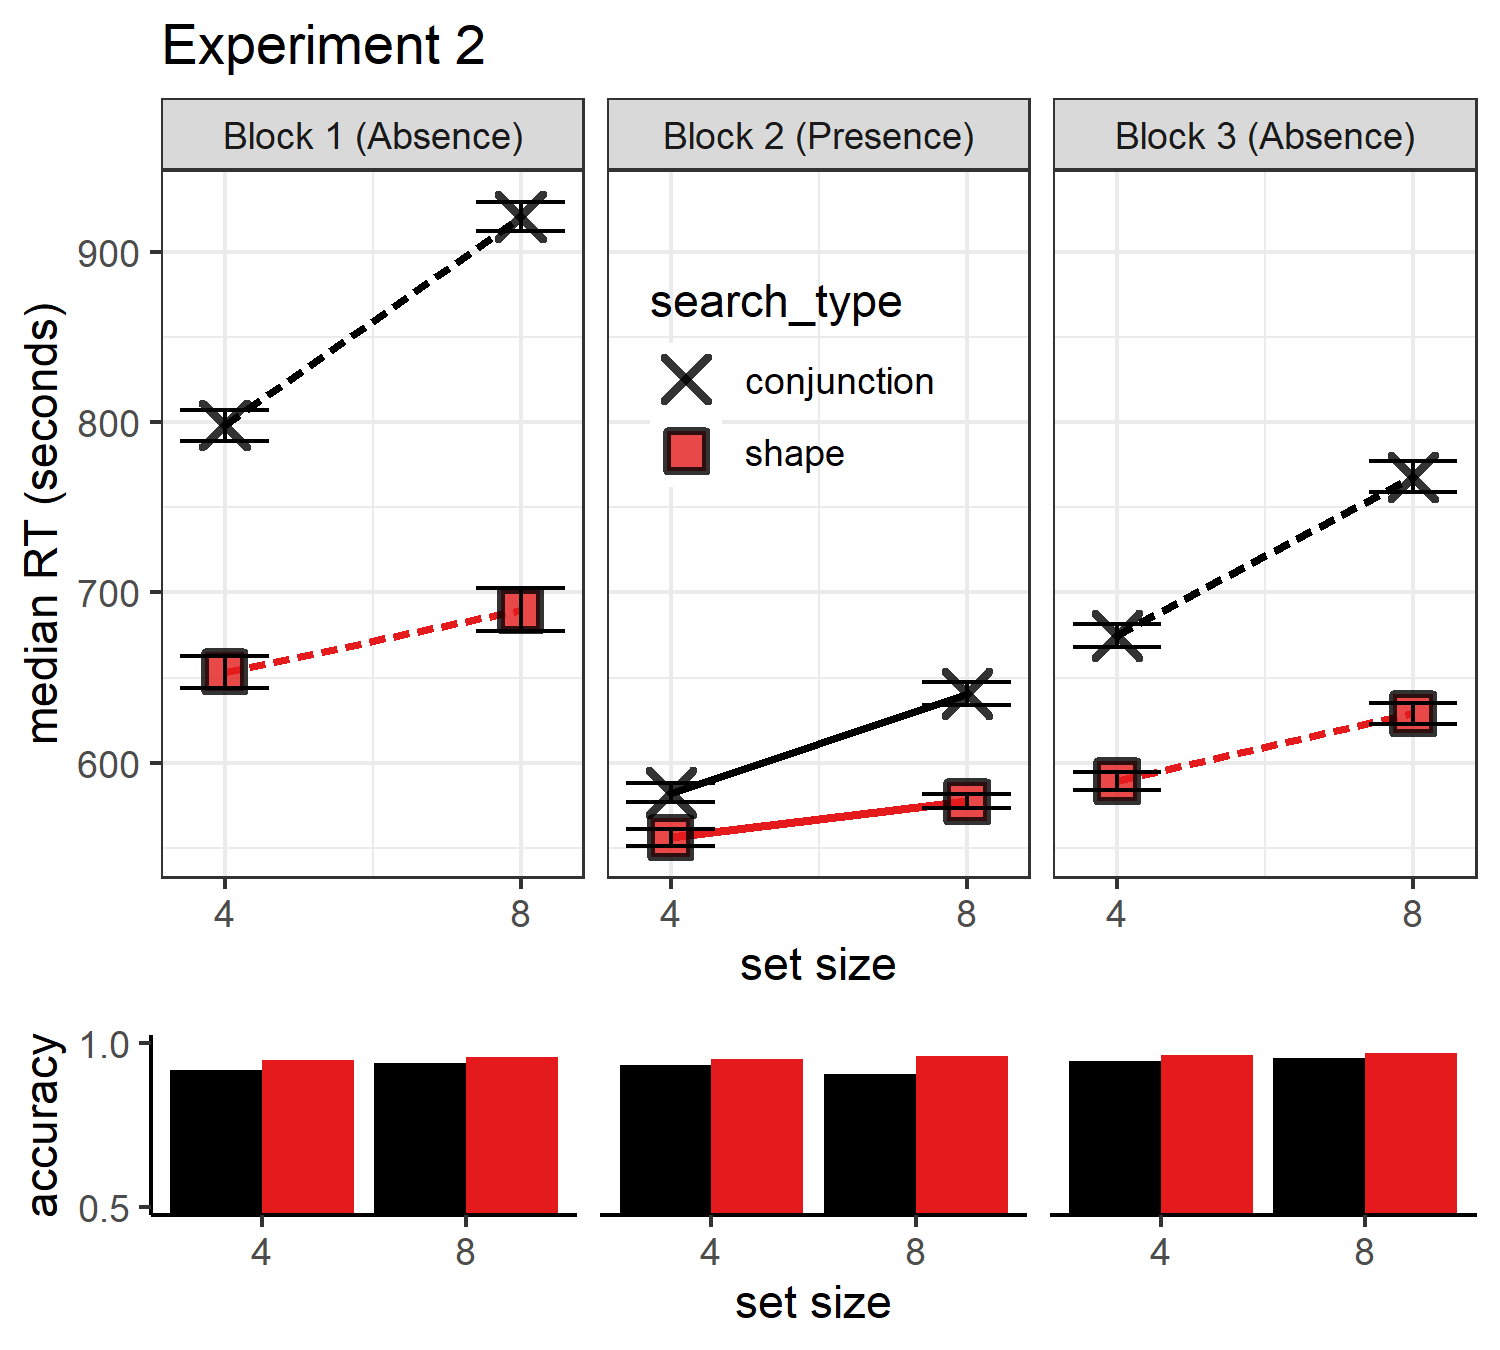 Experiment 2
Block 1 (Absence)
Block 2 (Presence)
Block 3 (Absence)
median RT (seconds)
900
800
700
600
search_type
conjunction
shape
4
8
4
8
4
8
set size
accuracy
1.0
0.5
4
8
4
8
4
8
set size